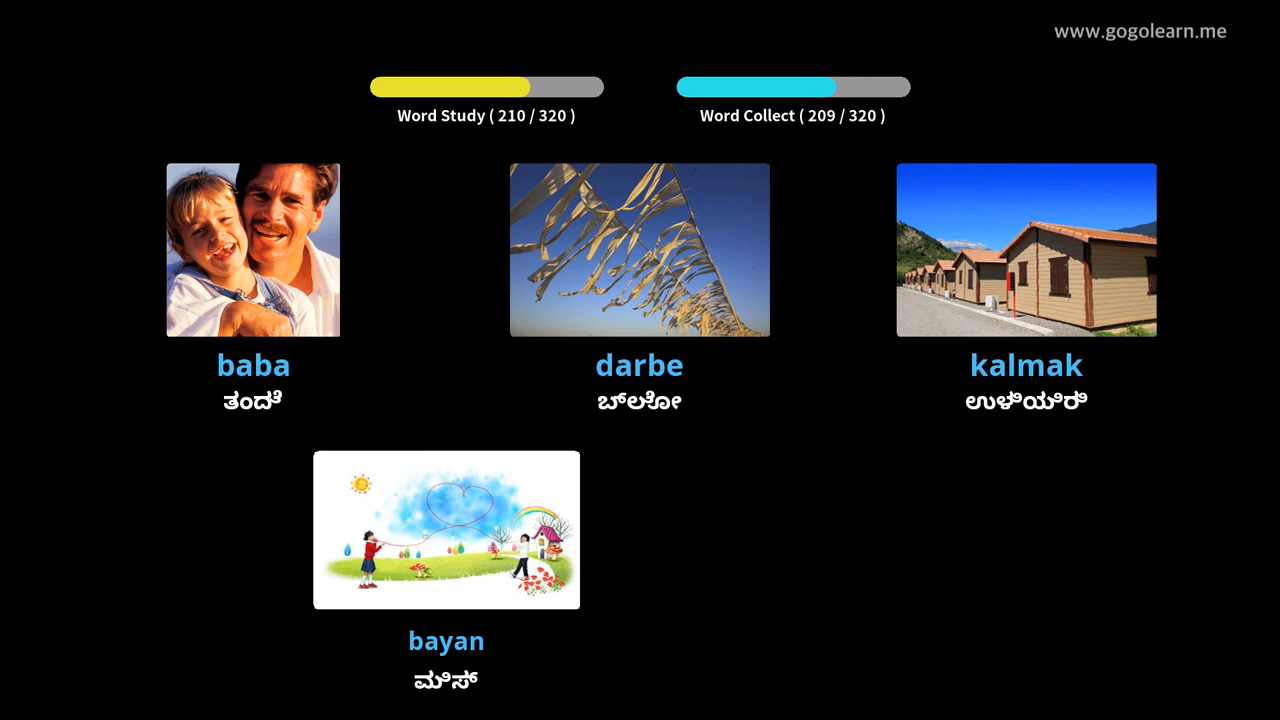 www.gogolearn.me
Word Study ( 210 / 320 )
Word Collect ( 209 / 320 )
baba
ತಂದೆ
darbe
ಬ್ಲೋ
kalmak
ಉಳಿಯಿರಿ
bayan
ಮಿಸ್